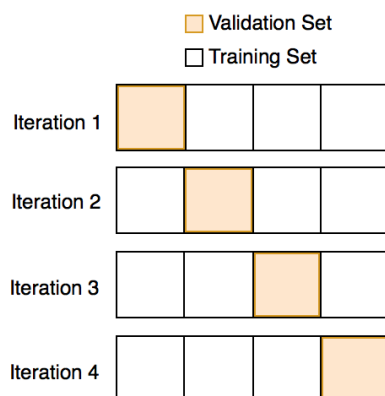 Validation Set
Training Set
Iteration 1
Iteration 2
Iteration 3
Iteration 4